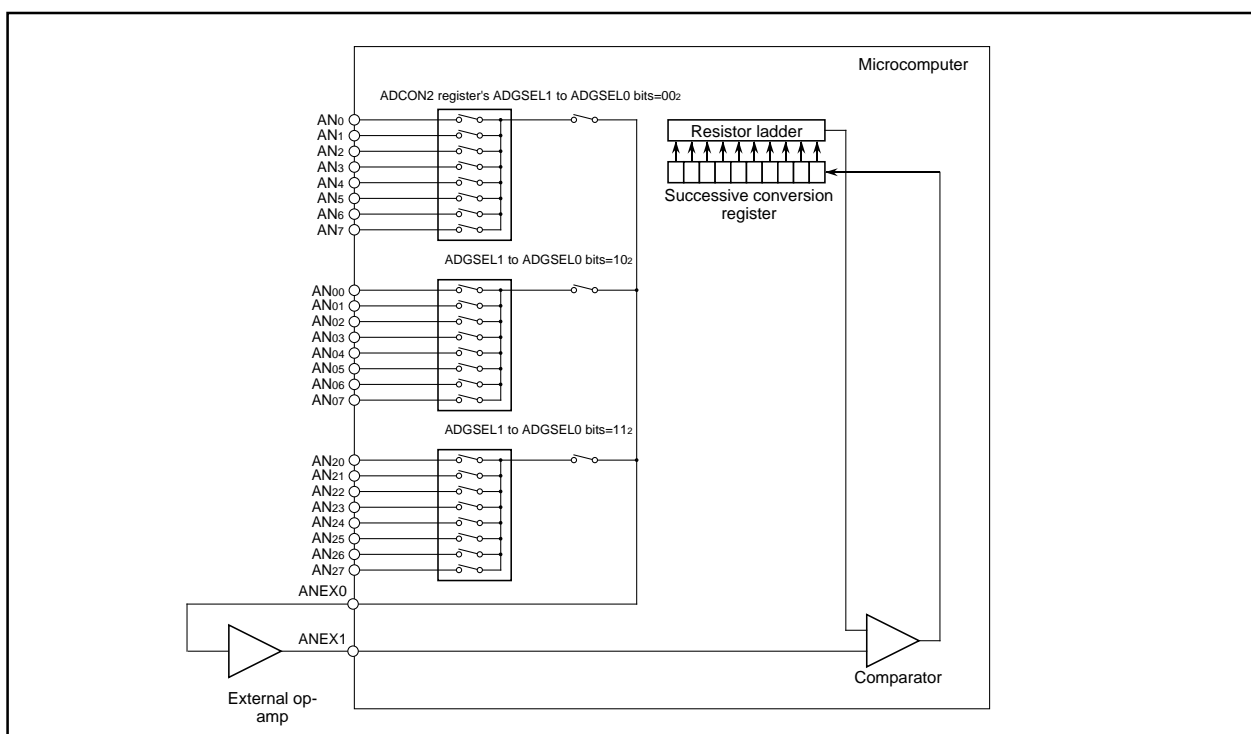 Microcomputer
ADCON2 register's ADGSEL1 to ADGSEL0 bits=002
AN0
AN1
AN2
AN3
AN4
AN5
AN6
AN7
Resistor ladder
Successive conversion
register
ADGSEL1 to ADGSEL0 bits=102
AN00
AN01
AN02
AN03
AN04
AN05
AN06
AN07
ADGSEL1 to ADGSEL0 bits=112
AN20
AN21
AN22
AN23
AN24
AN25
AN26
AN27
ANEX0
ANEX1
External op-
amp
Comparator